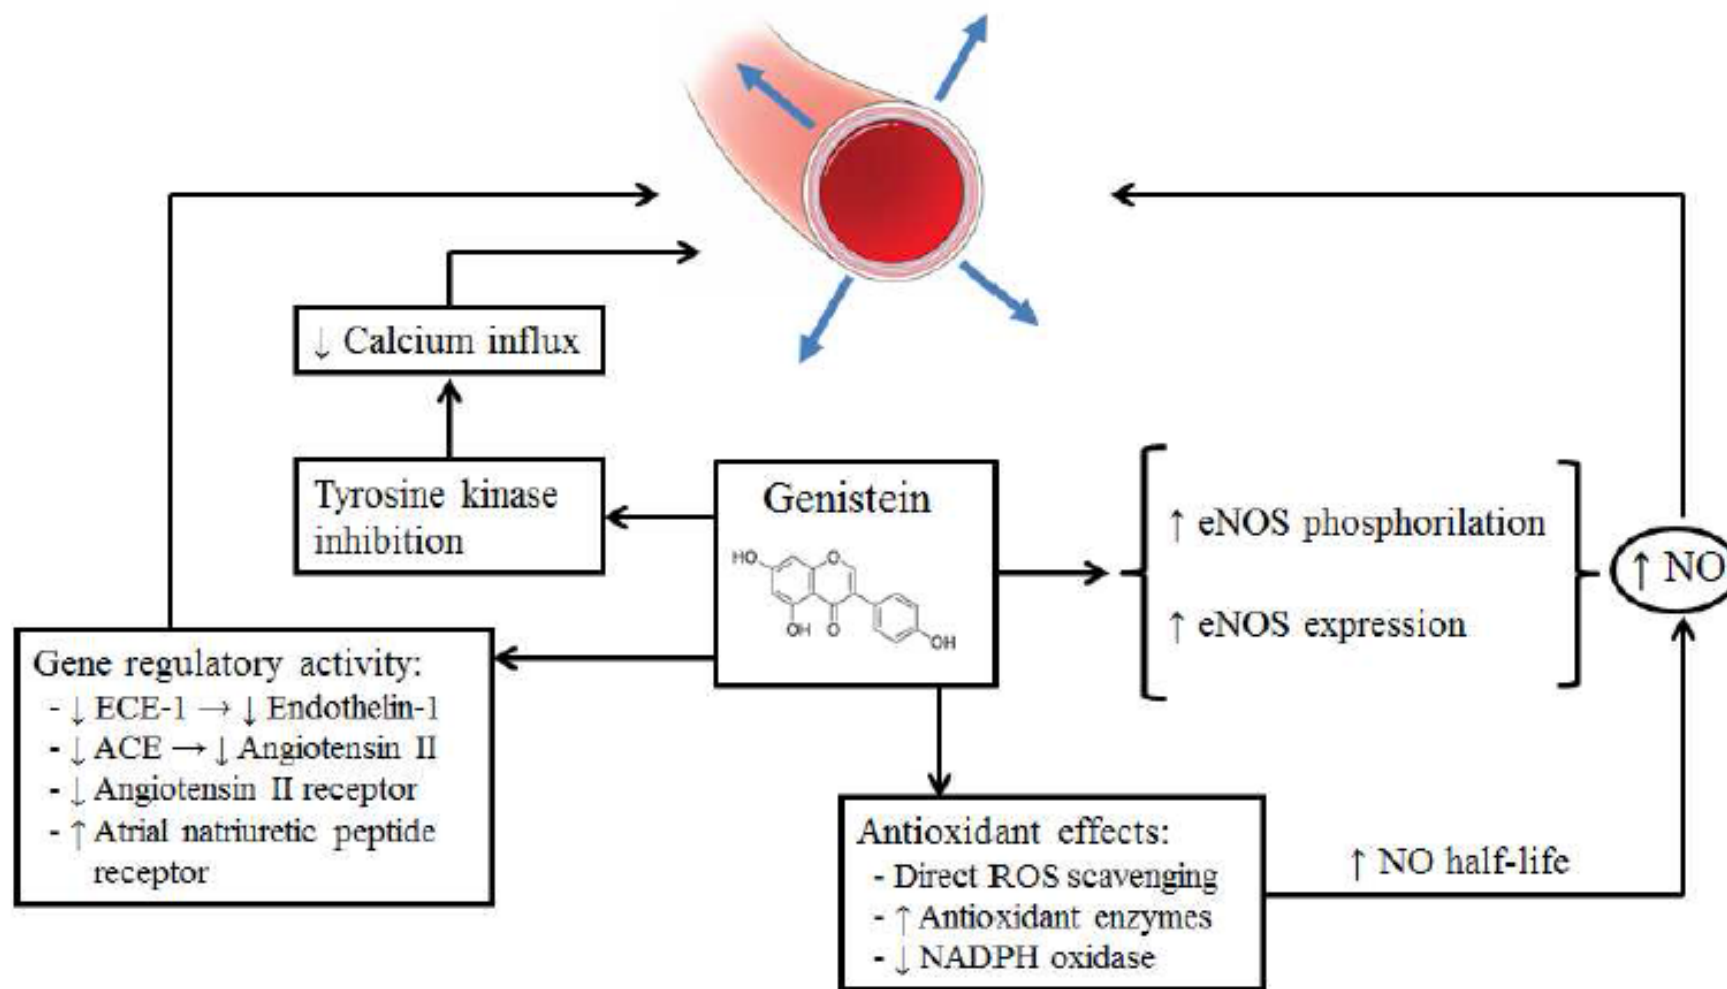 ↓ Calcium influx
Tyrosine kinase
inhibition
Genistein
HO
O
OH
O
OH
↑ eNOS phosphorilation
↑ eNOS expression
↑ NO
Gene regulatory activity:
- ↓ ECE-1 → ↓ Endothelin-1
- ↓ ACE → ↓ Angiotensin II
- ↓ Angiotensin II receptor
- ↑ Atrial natriuretic peptide
receptor
Antioxidant effects:
- Direct ROS scavenging
- ↑ Antioxidant enzymes
- ↓ NADPH oxidase
↑ NO half-life